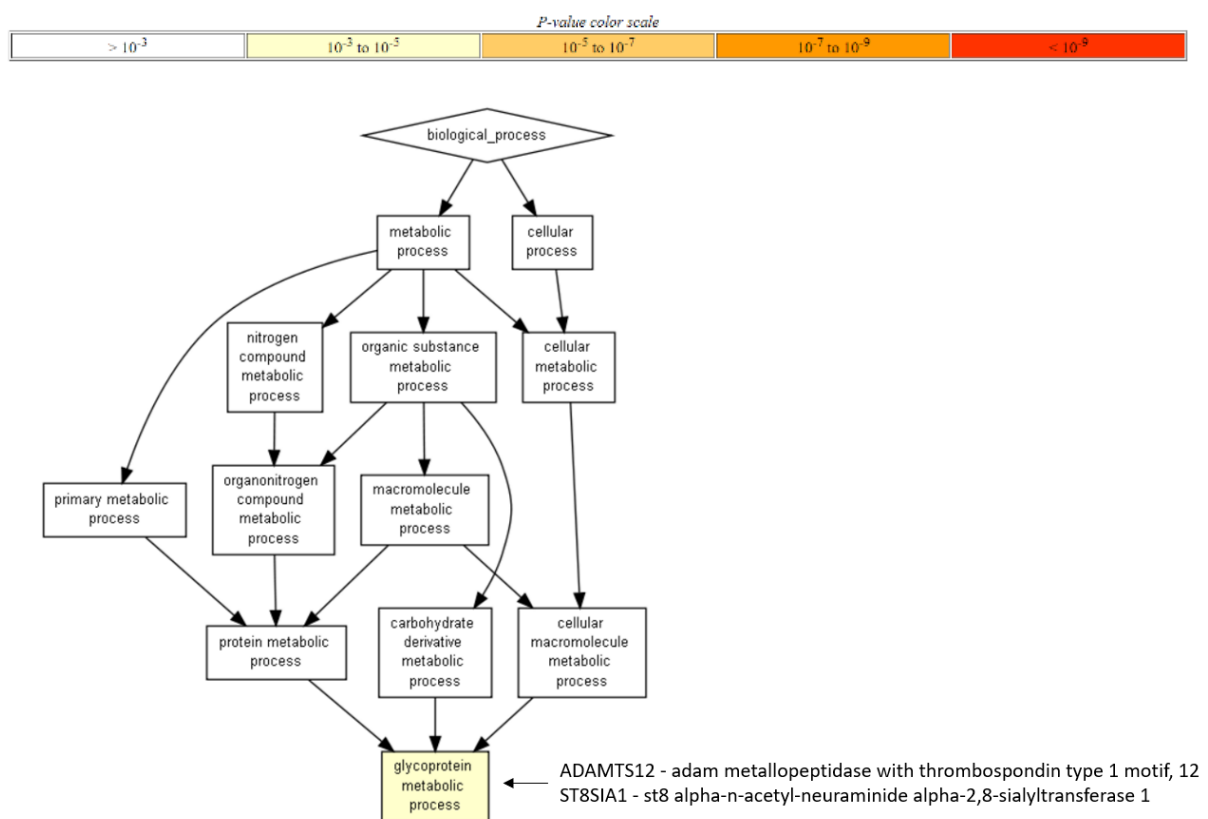 P-value color scale
> 10⁻³ 10⁻³ to 10⁻⁵ 10⁻⁵ to 10⁻⁷ 10⁻⁷ to 10⁻⁹ < 10⁻⁹
biological_process
metabolic
process
cellular
process
nitrogen
compound
metabolic
process
organic substance
metabolic
process
cellular
metabolic
process
primary metabolic
process
organonitrogen
compound
metabolic
process
macromolecule
metabolic
process
protein metabolic
process
carbohydrate
derivative
metabolic
process
cellular
macromolecule
metabolic
process
glycoprotein
metabolic
process
ADAMTS12 - adam metallopeptidase with thrombospondin type 1 motif, 12
ST8SIA1 - st8 alpha-n-acetyl-neuraminide alpha-2,8-sialyltransferase 1